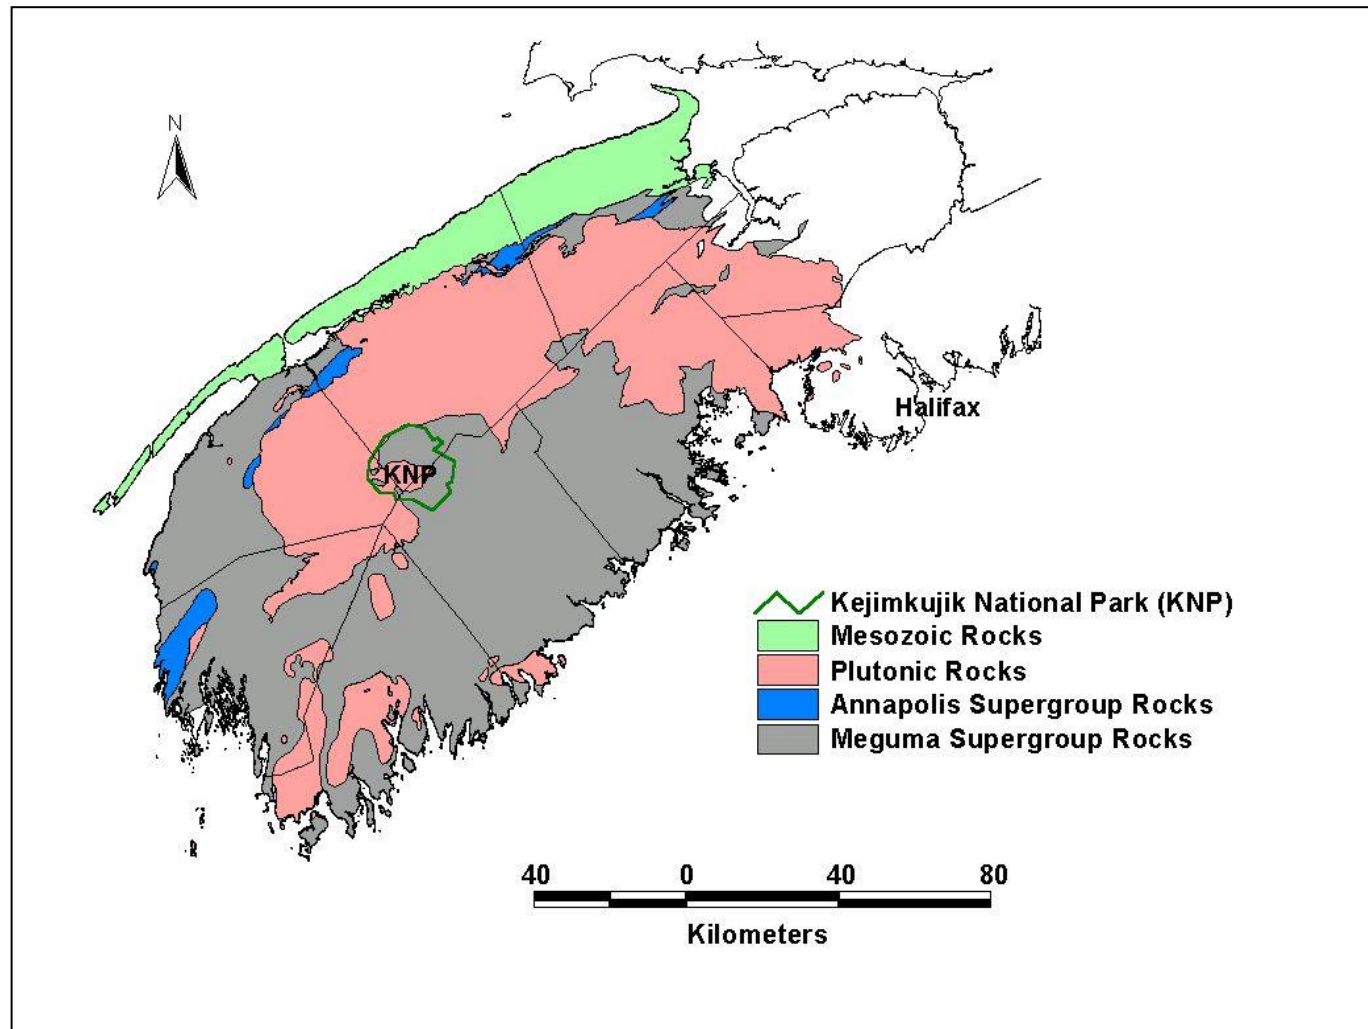 N
Halifax
KNP
Kejimkujik National Park (KNP)
Mesozoic Rocks
Plutonic Rocks
Annapolis Supergroup Rocks
Meguma Supergroup Rocks
40 0 40 80
Kilometers